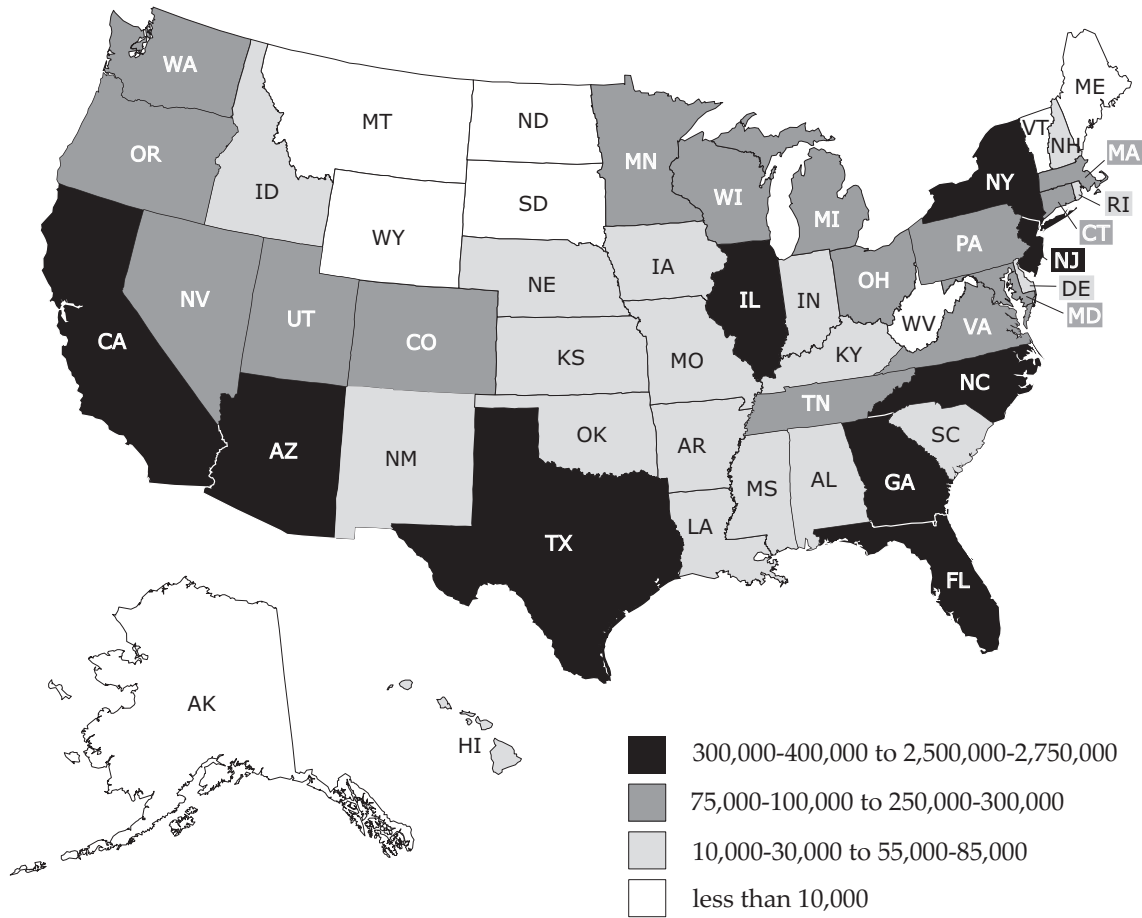 WA
ME
MT
ND
VT
OR
MN
NH
MA
ID
WI
NY
SD
RI
MI
WY
CT
PA
IA
NJ
NE
OH
DE
NV
IL
IN
MD
UT
WV
VA
CA
CO
KS
MO
KY
NC
TN
OK
SC
AZ
NM
AR
GA
MS
AL
LA
TX
FL
AK
HI
300,000-400,000 to 2,500,000-2,750,000
75,000-100,000 to 250,000-300,000
10,000-30,000 to 55,000-85,000
less than 10,000